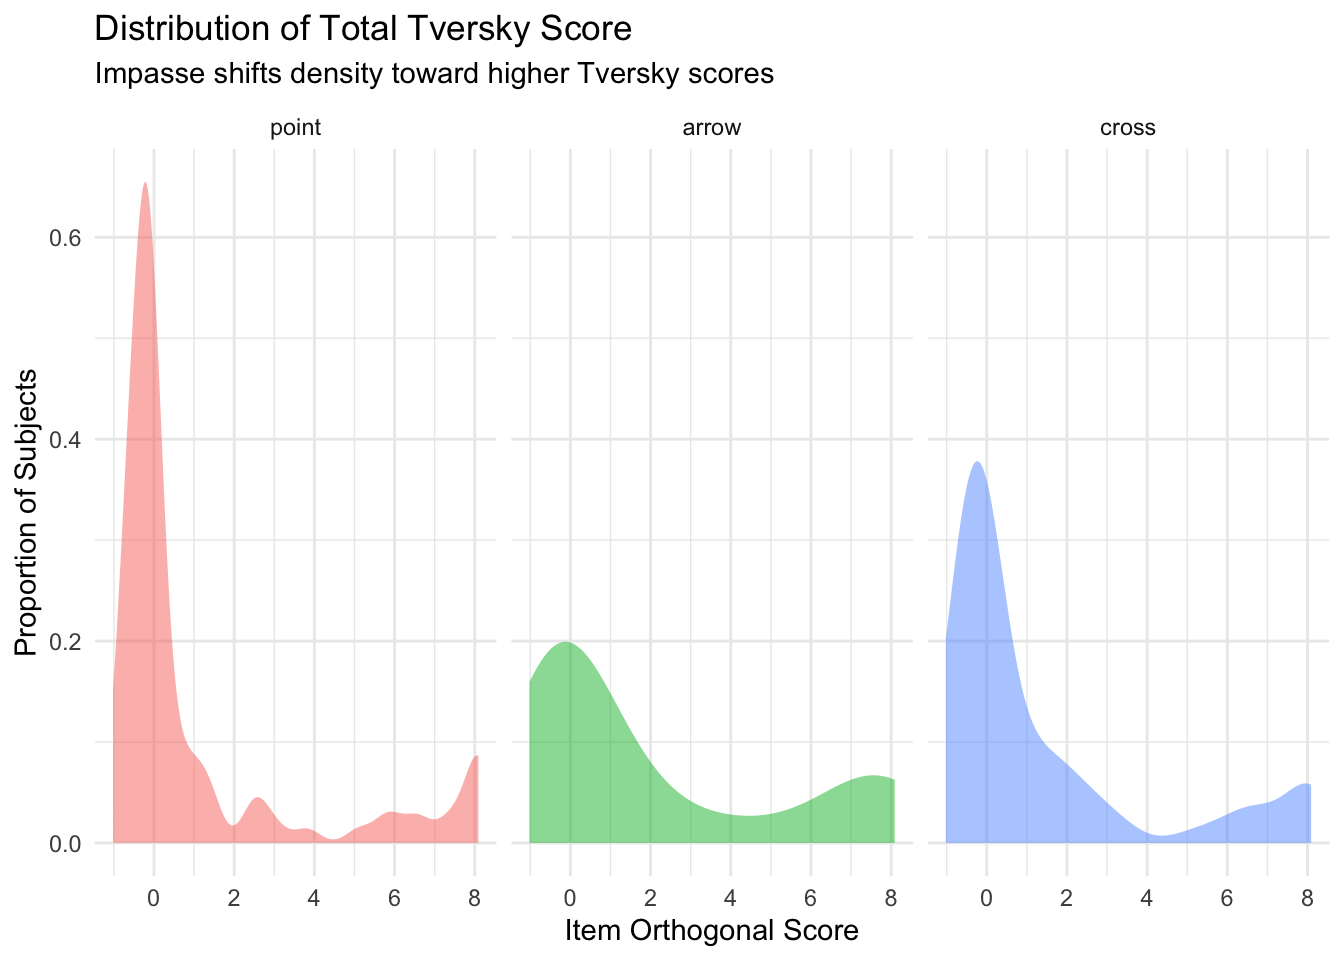 Distribution of Total Tversky Score
Impasse shifts density toward higher Tversky scores
point arrow cross
Proportion of Subjects
0.6
0.4
0.2
0.0
0 2 4 6 8 0 2 4 6 8 0 2 4 6 8
Item Orthogonal Score